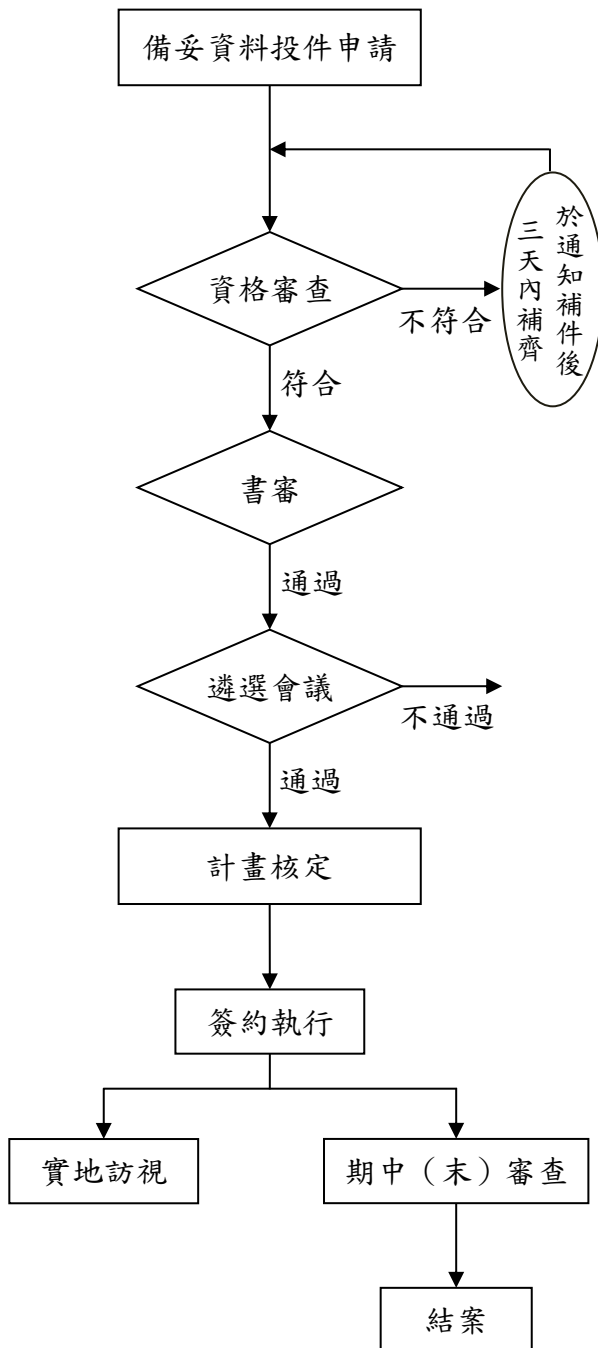 備妥資料投件申請
於通知補件後
三天內補齊
資格審查
不符合
符合
書審
通過
遴選會議
不通過
通過
計畫核定
簽約執行
實地訪視
期中（末）審查
結案